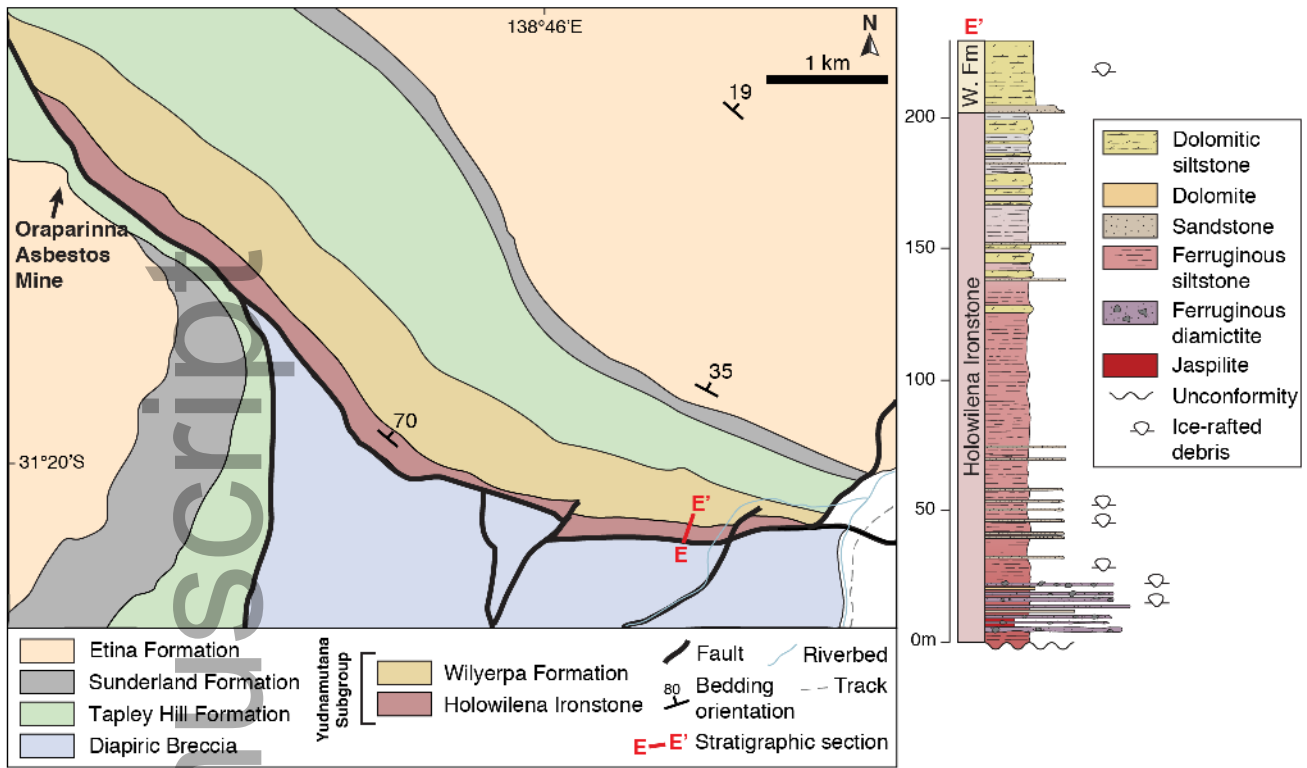 138°46'E
N
1 km
19
Oraparinna
Asbestos
Mine
35
70
31°20'S
E'
E
nuscript
Etina Formation
Sunderland Formation
Tapley Hill Formation
Diapiric Breccia
Yudnamutana
Subgroup
Wilyerpa Formation
Holowilena Ironstone
Fault
Riverbed
80
Bedding
orientation
Track
E E' Stratigraphic section
E'
W. Fm
Holowilena Ironstone
200
150
100
50
0m
Dolomitic
siltstone
Dolomite
Sandstone
Ferruginous
siltstone
Ferruginous
diamictite
Jaspilite
Unconformity
Ice-rafted
debris